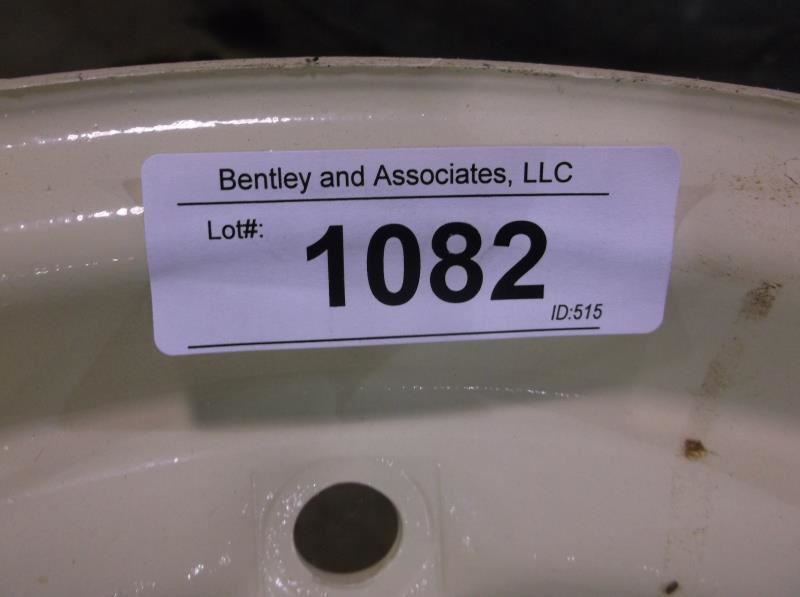 Bentley and Associates, LLC
Lot#:
1082
ID:515